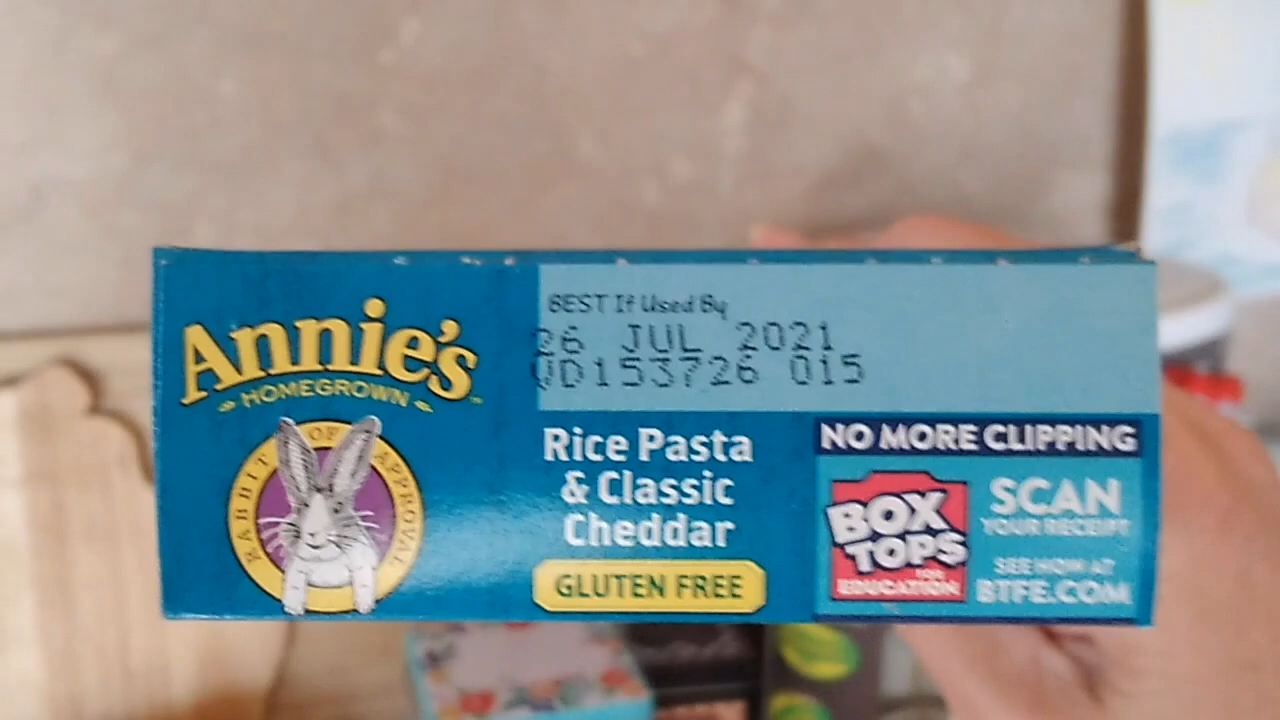 Annie's
HOMEGROWN
RABBIT OF APPROVAL
BEST If Used By
26 JUL 2021
VD153726 015
Rice Pasta
& Classic
Cheddar
GLUTEN FREE
NO MORE CLIPPING
BOX
TOPS
FOR
EDUCATION
SCAN
YOUR RECEIPT
SEE HOW AT
BTFE.COM